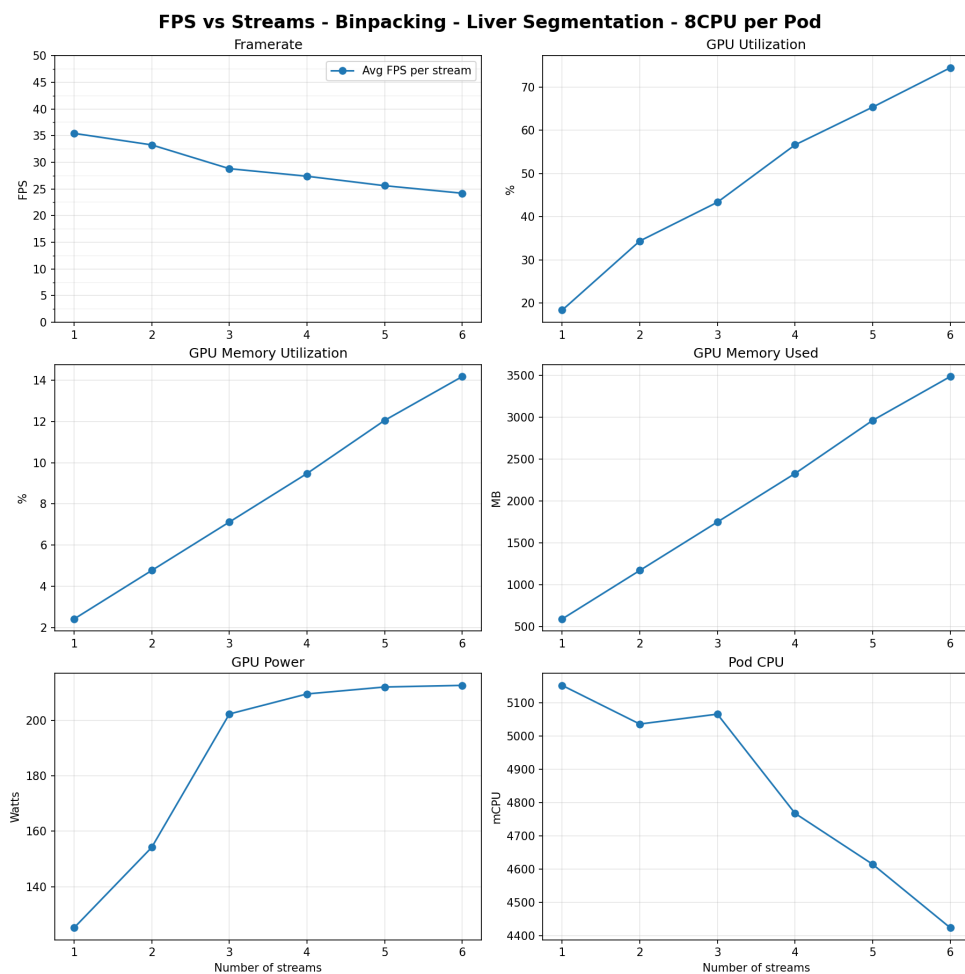 FPS vs Streams - Binpacking - Liver Segmentation - 8CPU per Pod
Framerate
Avg FPS per stream
FPS
50
45
40
35
30
25
20
15
10
5
0
1 2 3 4 5 6
GPU Utilization
%
70
60
50
40
30
20
1 2 3 4 5 6
GPU Memory Utilization
%
14
12
10
8
6
4
2
1 2 3 4 5 6
GPU Memory Used
MB
3500
3000
2500
2000
1500
1000
500
1 2 3 4 5 6
GPU Power
Watts
200
180
160
140
1 2 3 4 5 6
Number of streams
Pod CPU
mCPU
5100
5000
4900
4800
4700
4600
4500
4400
1 2 3 4 5 6
Number of streams